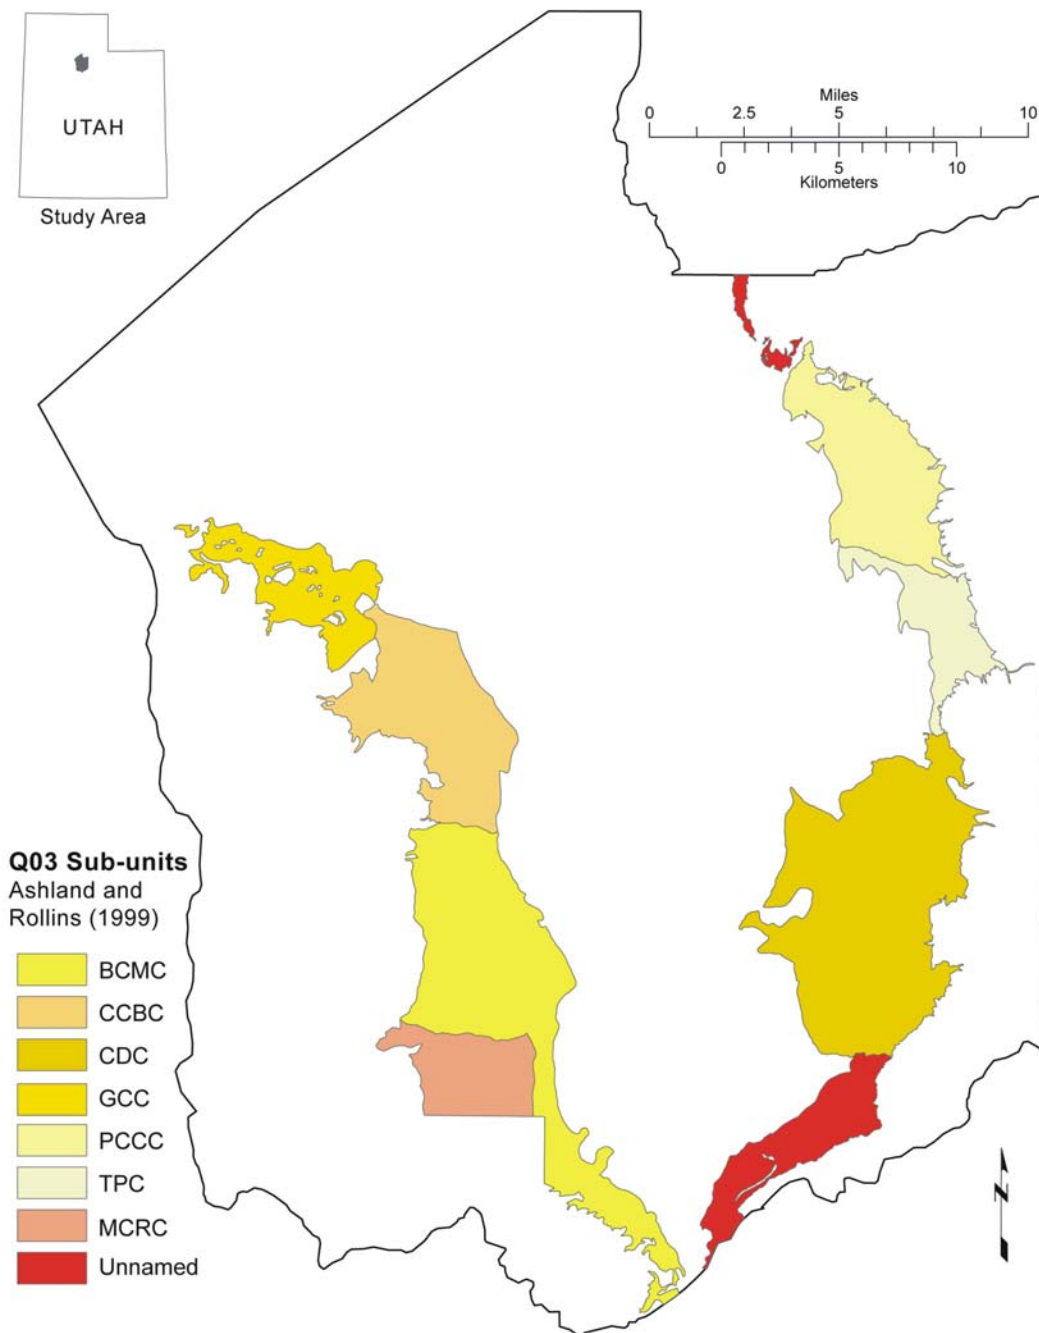 UTAH
Study Area
Miles
0 2.5 5 10
0 5 10
Kilometers
Q03 Sub-units
Ashland and
Rollins (1999)
BCMC
CCBC
CDC
GCC
PCCC
TPC
MCRC
Unnamed
N